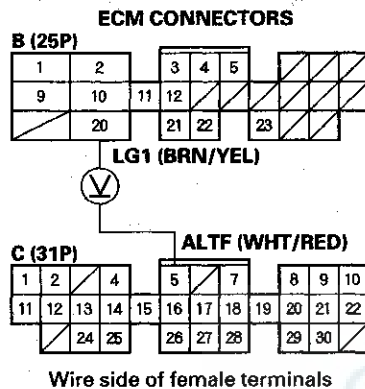 ECM CONNECTORS
B (25P)
1 2 3 4 5
9 10 11 12
20 21 22 23
LG1 (BRN/YEL)
V
ALTF (WHT/RED)
C (31P)
1 2 4 5 7 8 9 10
11 12 13 14 15 16 17 18 19 20 21 22
24 25 26 27 28 29 30
Wire side of female terminals